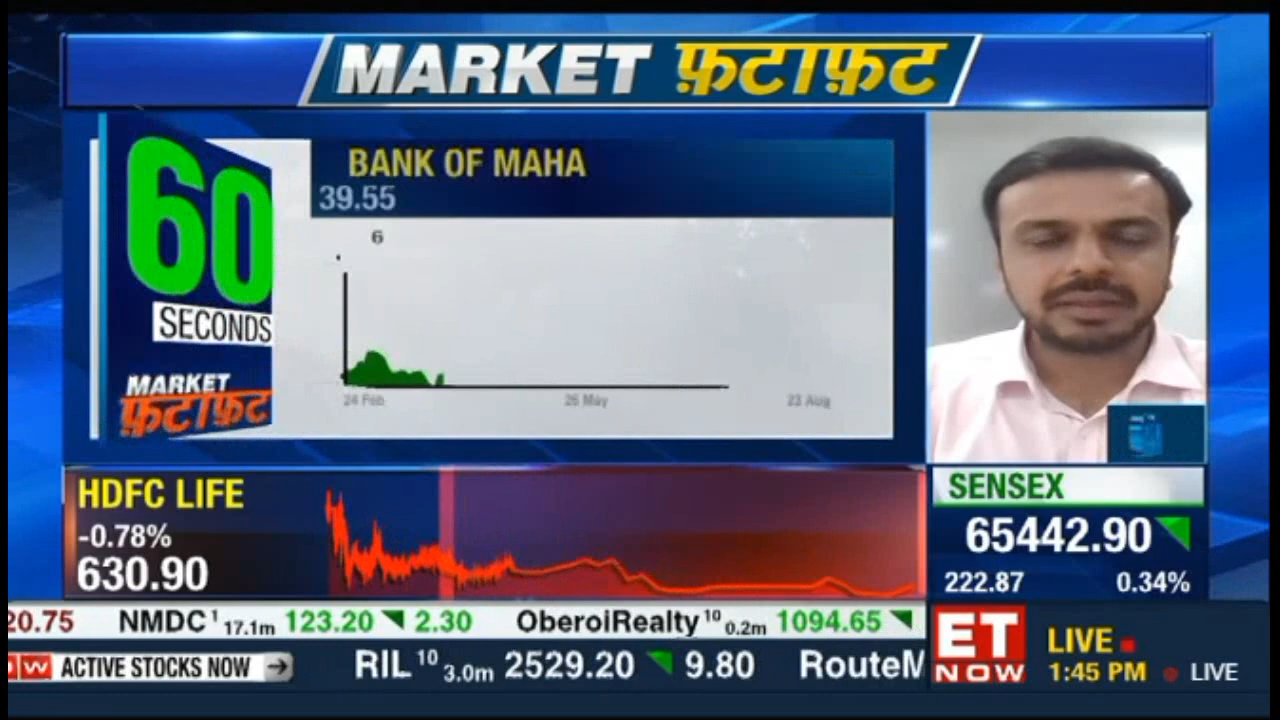 MARKET फ़टाफ़ट
60
SECONDS
MARKET
फ़टाफ़ट
BANK OF MAHA
39.55
6
24 Feb 26 May 23 Aug
HDFC LIFE
-0.78%
630.90
SENSEX
65442.90
222.87 0.34%
20.75 NMDC 1 17.1m 123.20 2.30 OberoiRealty 10 0.2m 1094.65
W ACTIVE STOCKS NOW
RIL 10 3.0m 2529.20 9.80 RouteM
ET
NOW
LIVE
1:45 PM
LIVE